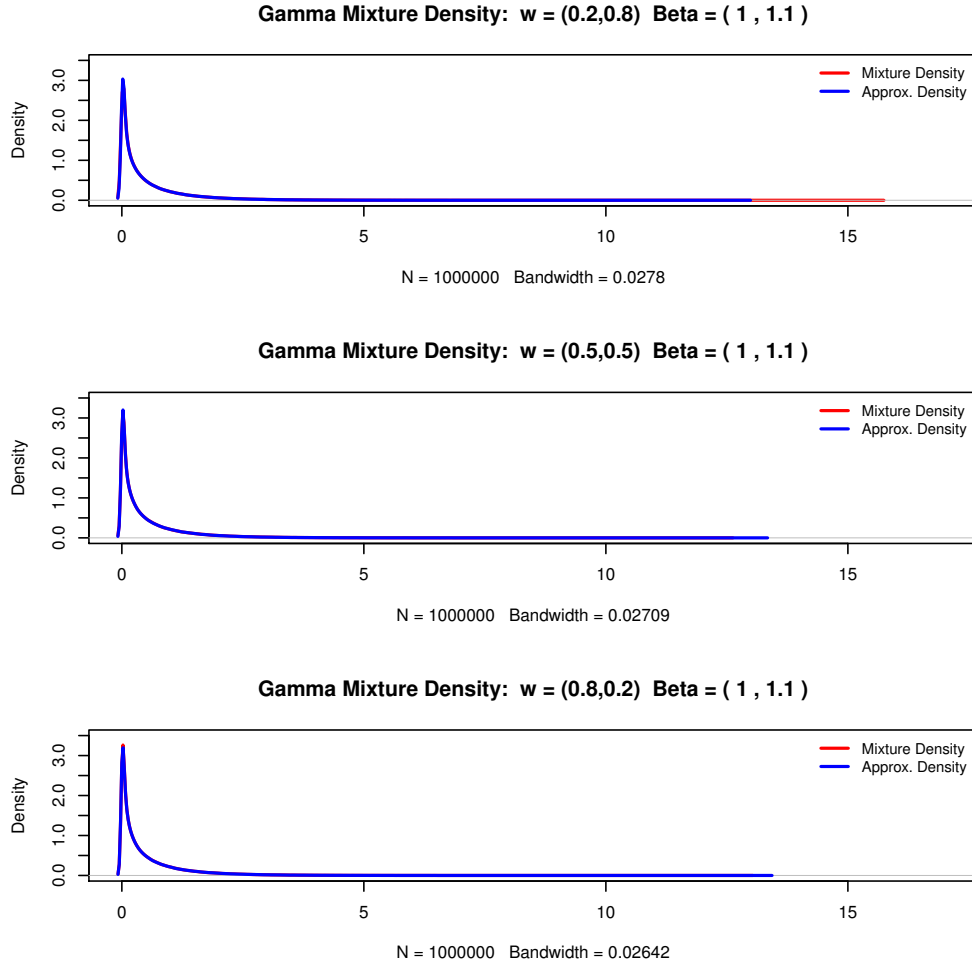 Gamma Mixture Density:  w = (0.2,0.8)  Beta = ( 1 , 1.1 )
Density
3.0
2.0
1.0
0.0
Mixture Density
Approx. Density
0 5 10 15
N = 1000000   Bandwidth = 0.0278
Gamma Mixture Density:  w = (0.5,0.5)  Beta = ( 1 , 1.1 )
Density
3.0
2.0
1.0
0.0
Mixture Density
Approx. Density
0 5 10 15
N = 1000000   Bandwidth = 0.02709
Gamma Mixture Density:  w = (0.8,0.2)  Beta = ( 1 , 1.1 )
Density
3.0
2.0
1.0
0.0
Mixture Density
Approx. Density
0 5 10 15
N = 1000000   Bandwidth = 0.02642